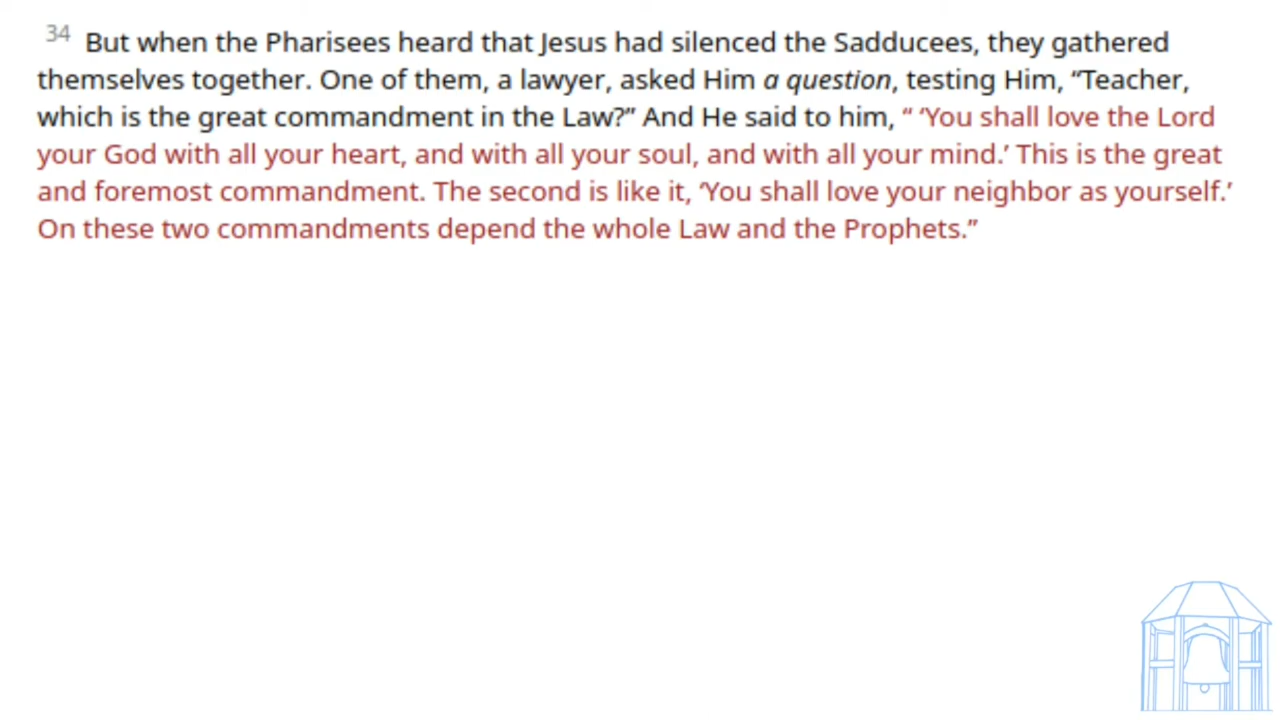 34 But when the Pharisees heard that Jesus had silenced the Sadducees, they gathered
themselves together. One of them, a lawyer, asked Him a question, testing Him, “Teacher,
which is the great commandment in the Law?” And He said to him, “ ‘You shall love the Lord
your God with all your heart, and with all your soul, and with all your mind.’ This is the great
and foremost commandment. The second is like it, ‘You shall love your neighbor as yourself.’
On these two commandments depend the whole Law and the Prophets.”